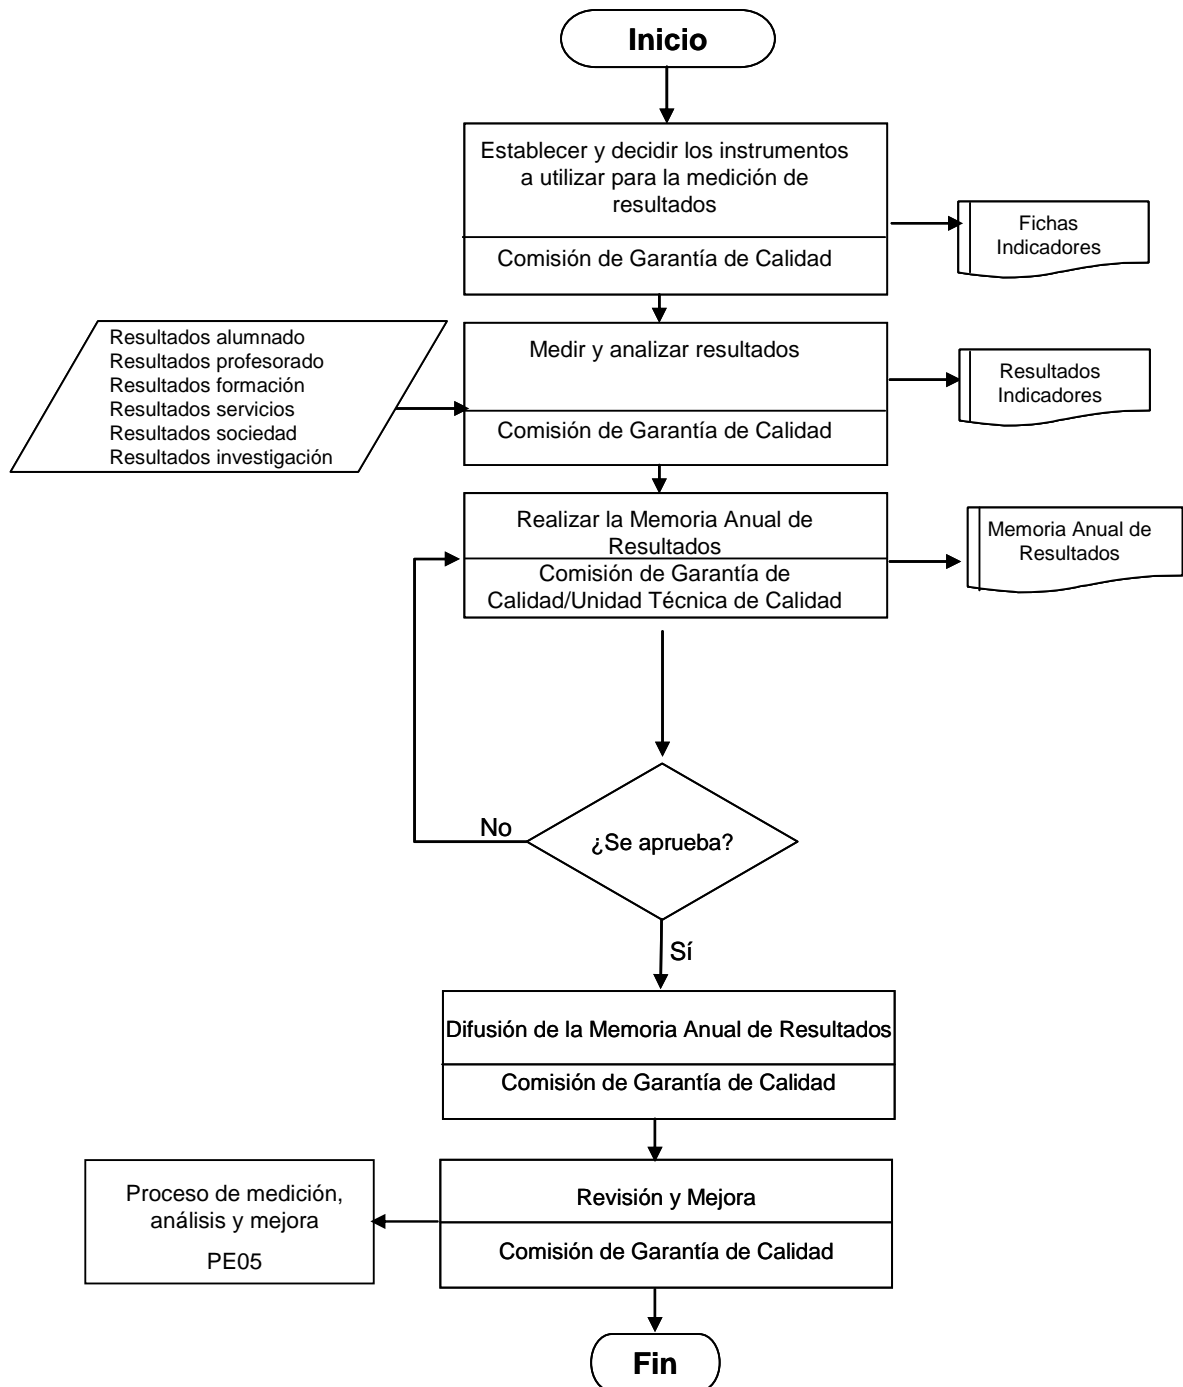 Inicio
Establecer y decidir los instrumentos
a utilizar para la medición de
resultados
Comisión de Garantía de Calidad
Fichas
Indicadores
Resultados alumnado
Resultados profesorado
Resultados formación
Resultados servicios
Resultados sociedad
Resultados investigación
Medir y analizar resultados
Comisión de Garantía de Calidad
Resultados
Indicadores
Realizar la Memoria Anual de
Resultados
Comisión de Garantía de
Calidad/Unidad Técnica de Calidad
Memoria Anual de
Resultados
No
¿Se aprueba?
Sí
Difusión de la Memoria Anual de Resultados
Comisión de Garantía de Calidad
Proceso de medición,
análisis y mejora
PE05
Revisión y Mejora
Comisión de Garantía de Calidad
Fin